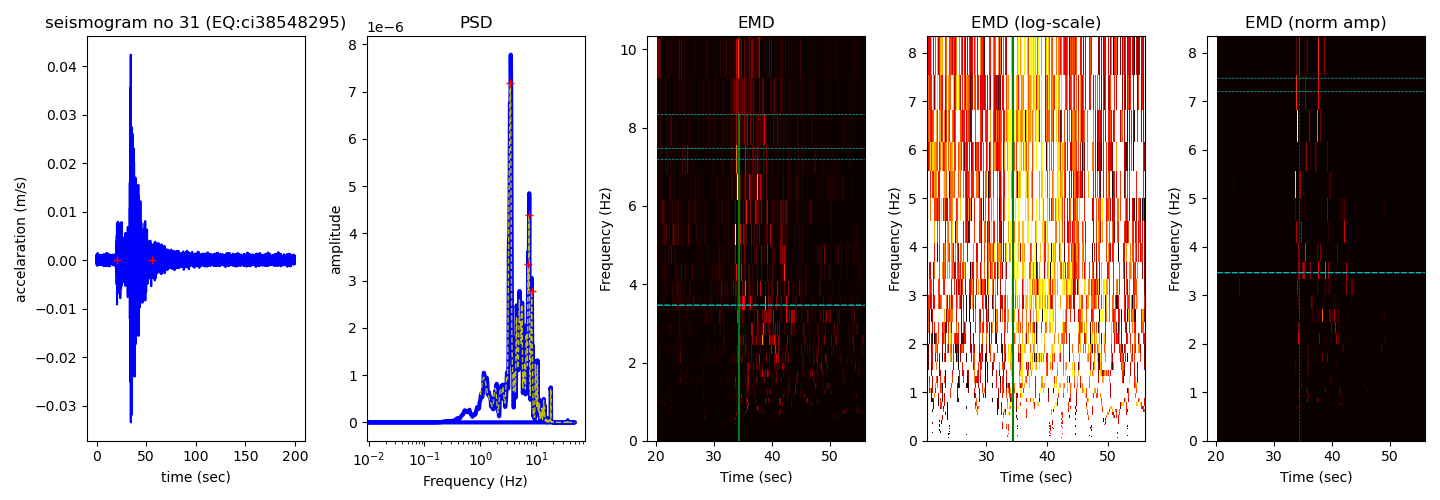 seismogram no 31 (EQ:ci38548295)
accelaration (m/s)
0.04
0.03
0.02
0.01
0.00
−0.01
−0.02
−0.03
0 50 100 150 200
time (sec)
PSD
1e−6
amplitude
8
7
6
5
4
3
2
1
0
10⁻² 10⁻¹ 10⁰ 10¹
Frequency (Hz)
EMD
Frequency (Hz)
10
8
6
4
2
0
20 30 40 50
Time (sec)
EMD (log-scale)
Frequency (Hz)
8
7
6
5
4
3
2
1
0
30 40 50
Time (sec)
EMD (norm amp)
Frequency (Hz)
8
7
6
5
4
3
2
1
0
20 30 40 50
Time (sec)